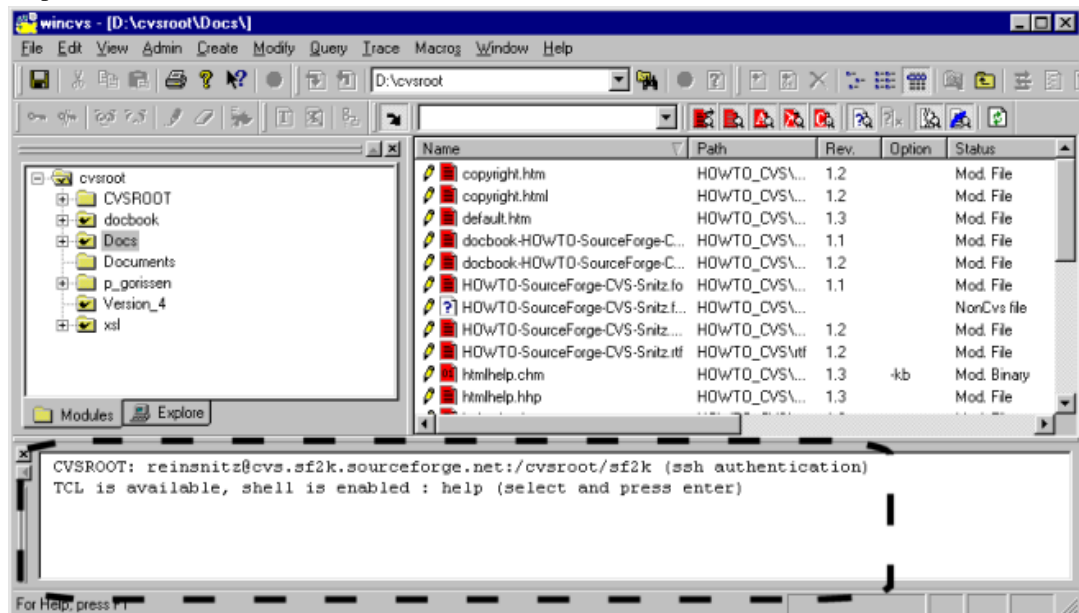 wincvs - [D:\cvsroot\Docs\]
File Edit View Admin Create Modify Query Trace Macros Window Help
D:\cvsroot
Name Path Rev. Option Status
cvsroot
CVSROOT
docbook
Docs
Documents
p_gorissen
Version_4
xsl
copyright.htm HOWTO_CVS\... 1.2 Mod. File
copyright.html HOWTO_CVS\... 1.2 Mod. File
default.htm HOWTO_CVS\... 1.3 Mod. File
docbook-HOWTO-SourceForge-C... HOWTO_CVS\... 1.1 Mod. File
docbook-HOWTO-SourceForge-C... HOWTO_CVS\... 1.2 Mod. File
HOWTO-SourceForge-CVS-Snitz.fo HOWTO_CVS\... 1.1 Mod. File
HOWTO-SourceForge-CVS-Snitz.f... HOWTO_CVS\... NonCvs file
HOWTO-SourceForge-CVS-Snitz.... HOWTO_CVS\... 1.2 Mod. File
HOWTO-SourceForge-CVS-Snitz.rtf HOWTO_CVS\rtf 1.2 Mod. File
htmlhelp.chm HOWTO_CVS\... 1.3 -kb Mod. Binary
htmlhelp.hhp HOWTO_CVS\... 1.3 Mod. File
Modules Explore
CVSROOT: reinsnitz@cvs.sf2k.sourceforge.net:/cvsroot/sf2k (ssh authentication)
TCL is available, shell is enabled : help (select and press enter)
For Help, press F1